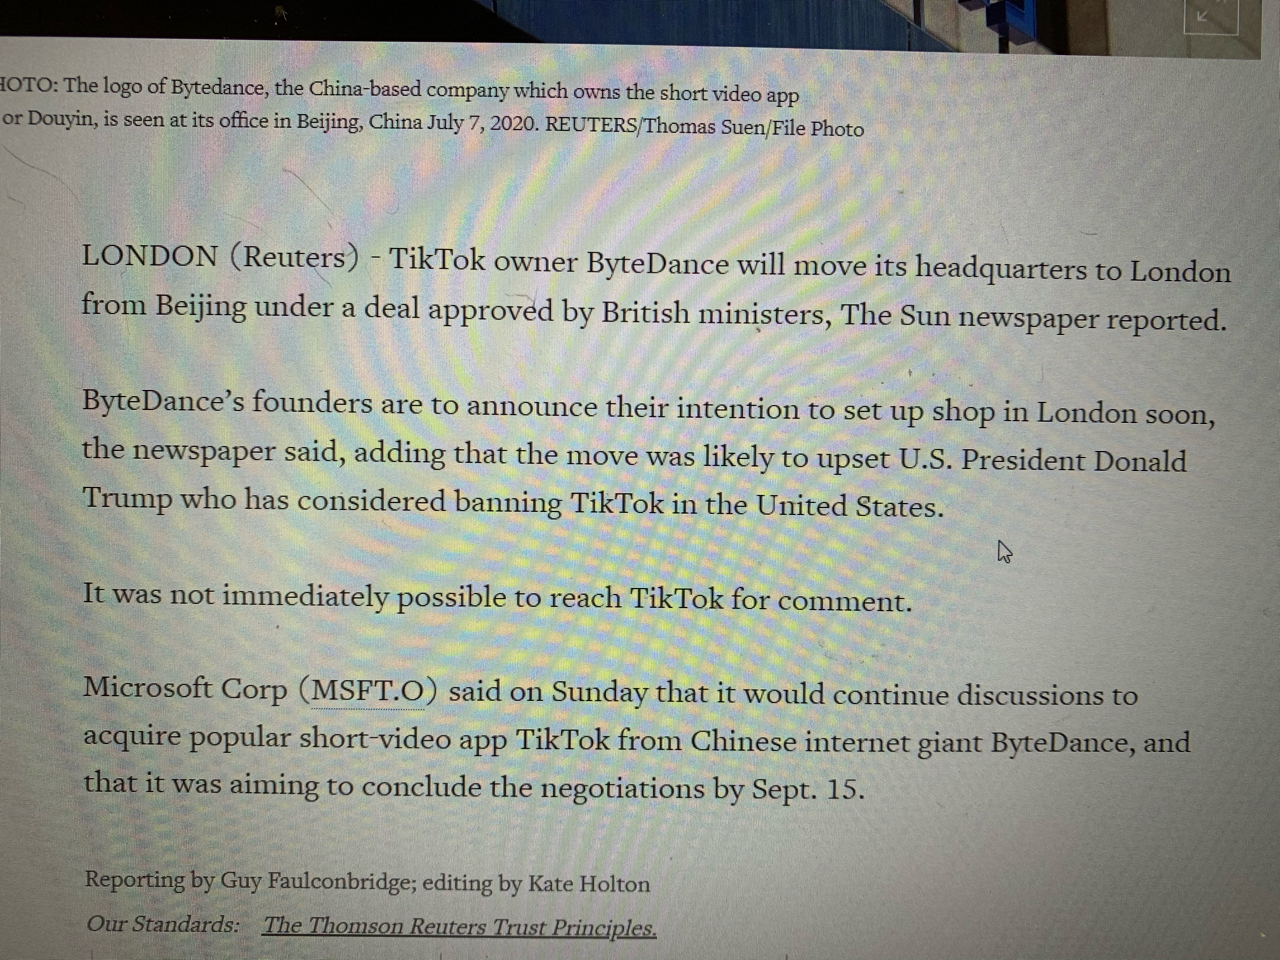 HOTO: The logo of Bytedance, the China-based company which owns the short video app
or Douyin, is seen at its office in Beijing, China July 7, 2020. REUTERS/Thomas Suen/File Photo
LONDON (Reuters) - TikTok owner ByteDance will move its headquarters to London
from Beijing under a deal approved by British ministers, The Sun newspaper reported.
ByteDance’s founders are to announce their intention to set up shop in London soon,
the newspaper said, adding that the move was likely to upset U.S. President Donald
Trump who has considered banning TikTok in the United States.
It was not immediately possible to reach TikTok for comment.
Microsoft Corp (MSFT.O) said on Sunday that it would continue discussions to
acquire popular short-video app TikTok from Chinese internet giant ByteDance, and
that it was aiming to conclude the negotiations by Sept. 15.
Reporting by Guy Faulconbridge; editing by Kate Holton
Our Standards: The Thomson Reuters Trust Principles.